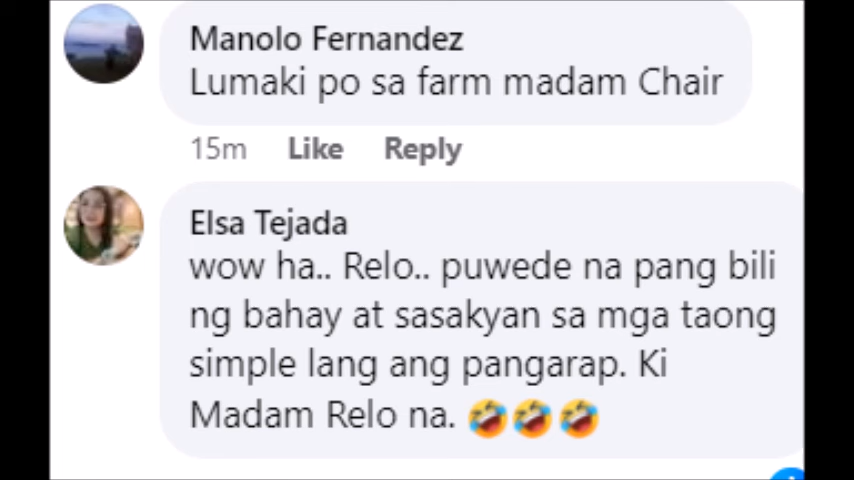 Manolo Fernandez
Lumaki po sa farm madam Chair
15m Like Reply
Elsa Tejada
wow ha.. Relo.. puwede na pang bili
ng bahay at sasakyan sa mga taong
simple lang ang pangarap. Ki
Madam Relo na. 🤣🤣🤣